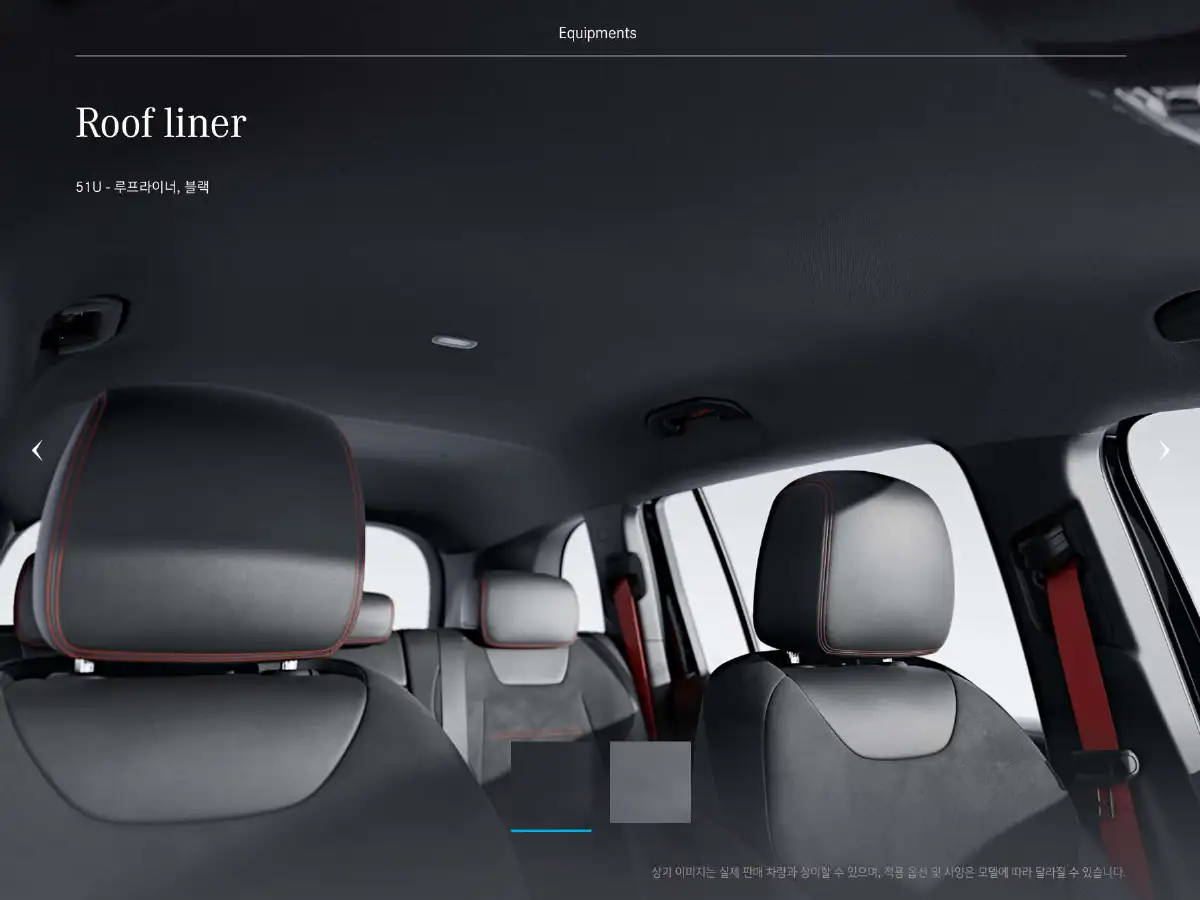 Equipments
Roof liner
51U - 루프라이너, 블랙
상기 이미지는 실제 판매 차량과 상이할 수 있으며, 적용 옵션 및 사양은 모델에 따라 달라질 수 있습니다.